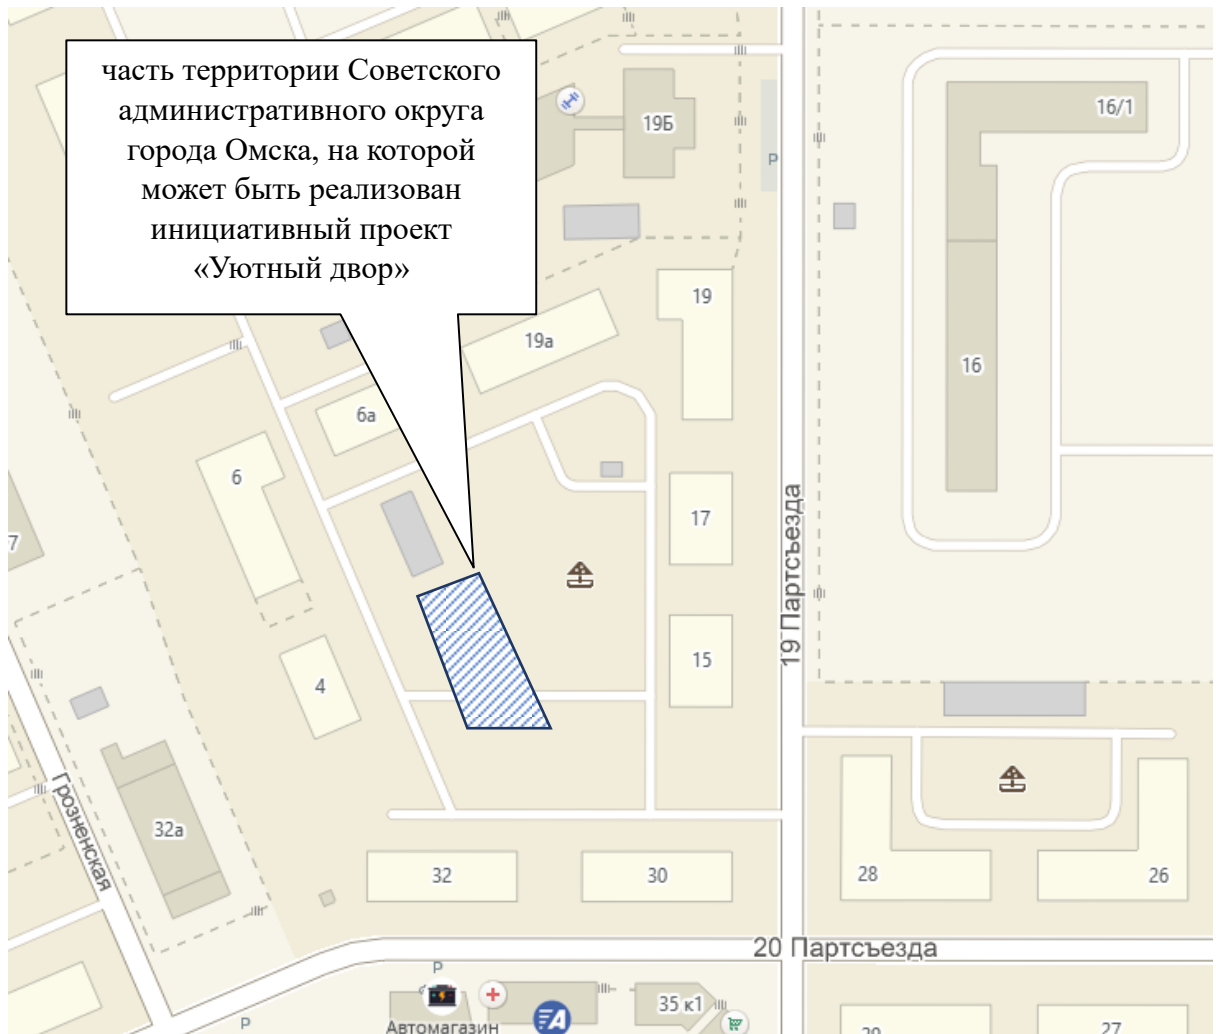 часть территории Советского
административного округа
города Омска, на которой
может быть реализован
инициативный проект
«Уютный двор»
19Б
P
16/1
19
19а
16
6а
6
17
7
19 Партсъезда
15
4
Грозненская
32а
32
30
28
26
20 Партсъезда
P
P
35 к1
Автомагазин
29
27